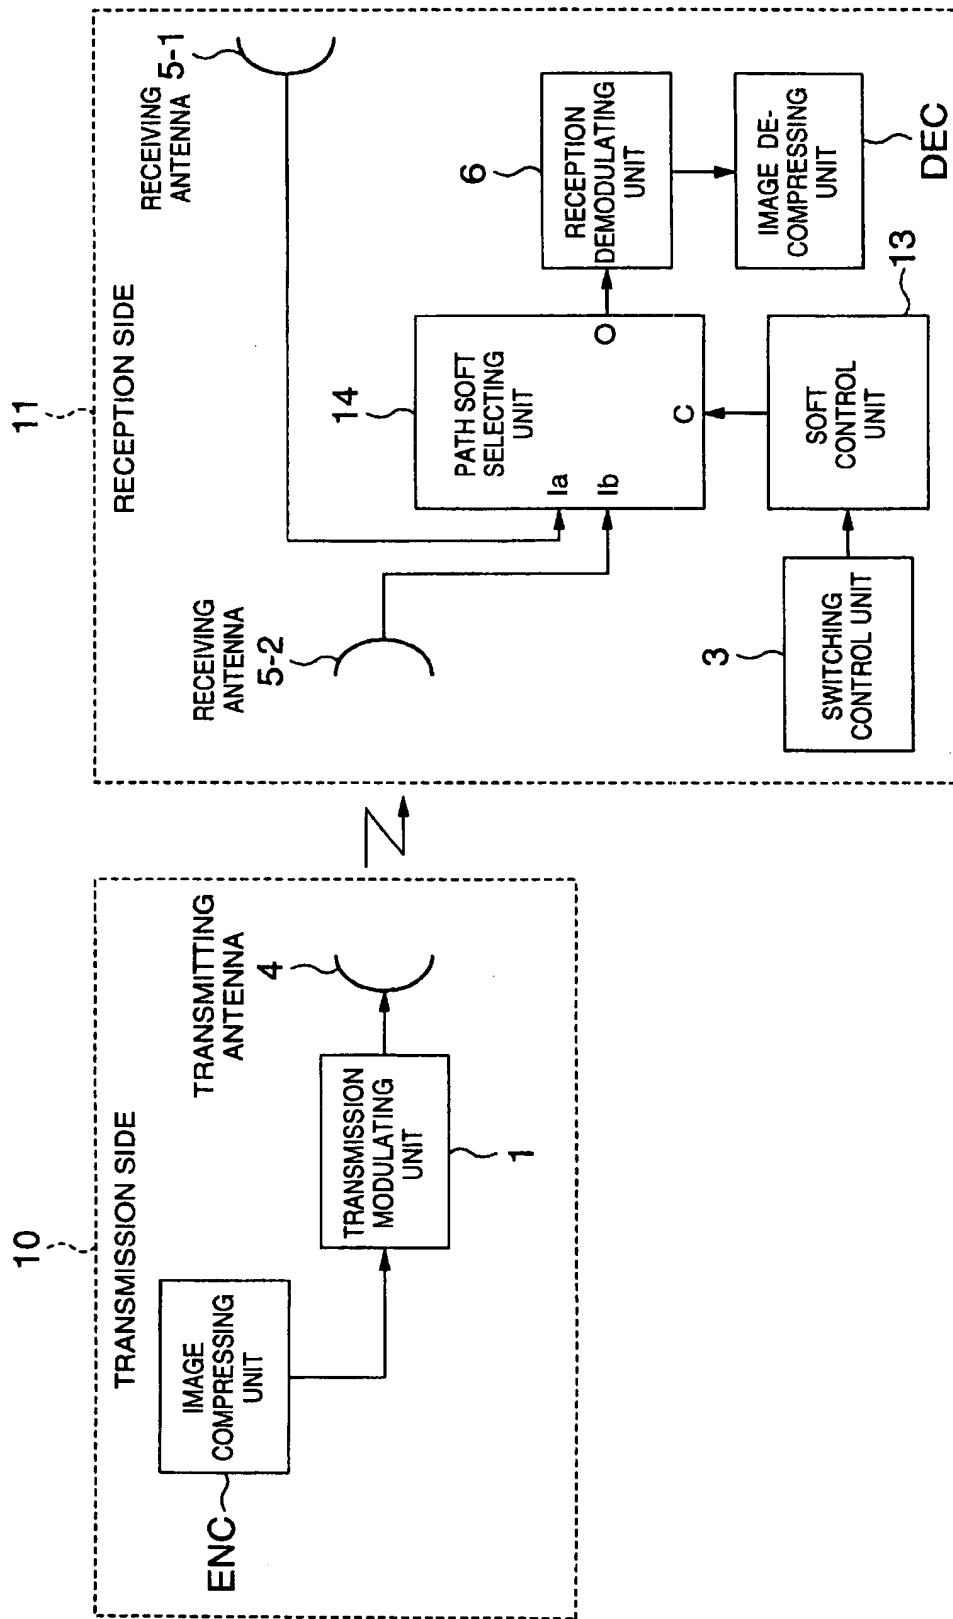 10
TRANSMISSION SIDE
IMAGE
COMPRESSING
UNIT
ENC
TRANSMISSION
MODULATING
UNIT
1
TRANSMITTING
ANTENNA
4
11
RECEPTION SIDE
RECEIVING
ANTENNA
5-1
RECEIVING
ANTENNA
5-2
14
PATH SOFT
SELECTING
UNIT
Ia
Ib
O
C
6
RECEPTION
DEMODULATING
UNIT
IMAGE DE-
COMPRESSING
UNIT
DEC
3
SWITCHING
CONTROL UNIT
SOFT
CONTROL
UNIT
13